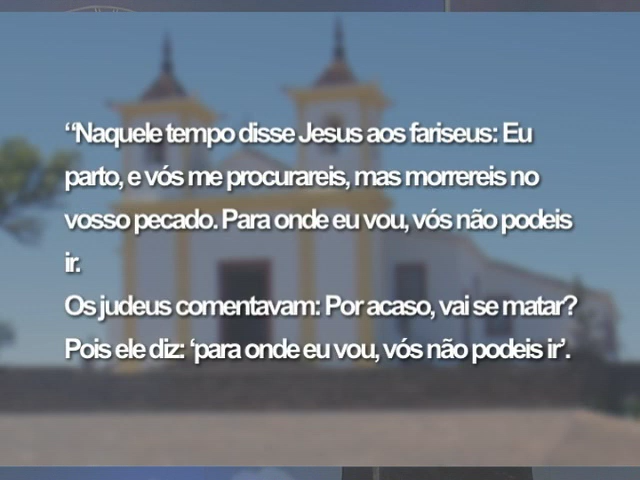 “Naquele tempo disse Jesus aos fariseus: Eu
parto, e vós me procurareis, mas morrereis no
vosso pecado. Para onde eu vou, vós não podeis
ir.
Os judeus comentavam: Por acaso, vai se matar?
Pois ele diz: ‘para onde eu vou, vós não podeis ir’.